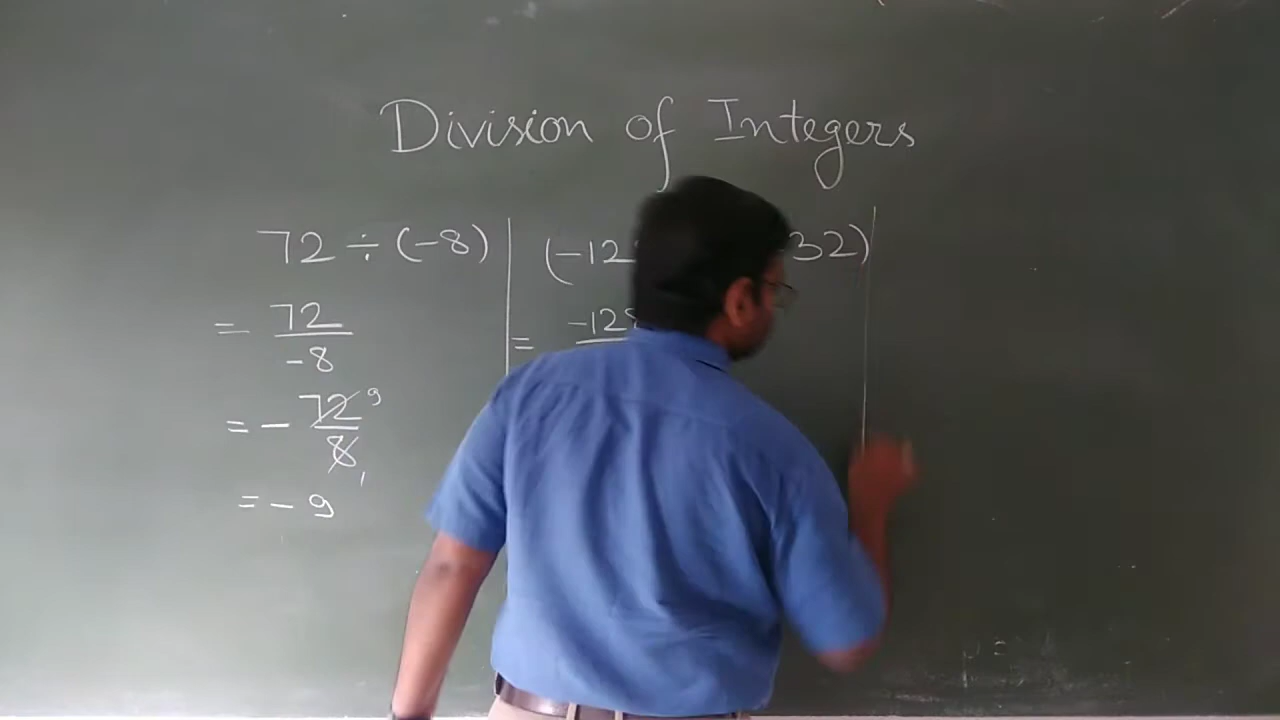 Division of Integers
72 ÷ (-8)
= 72
-8
= - 72 9
8 1
= - 9
(-12 32)
= -12